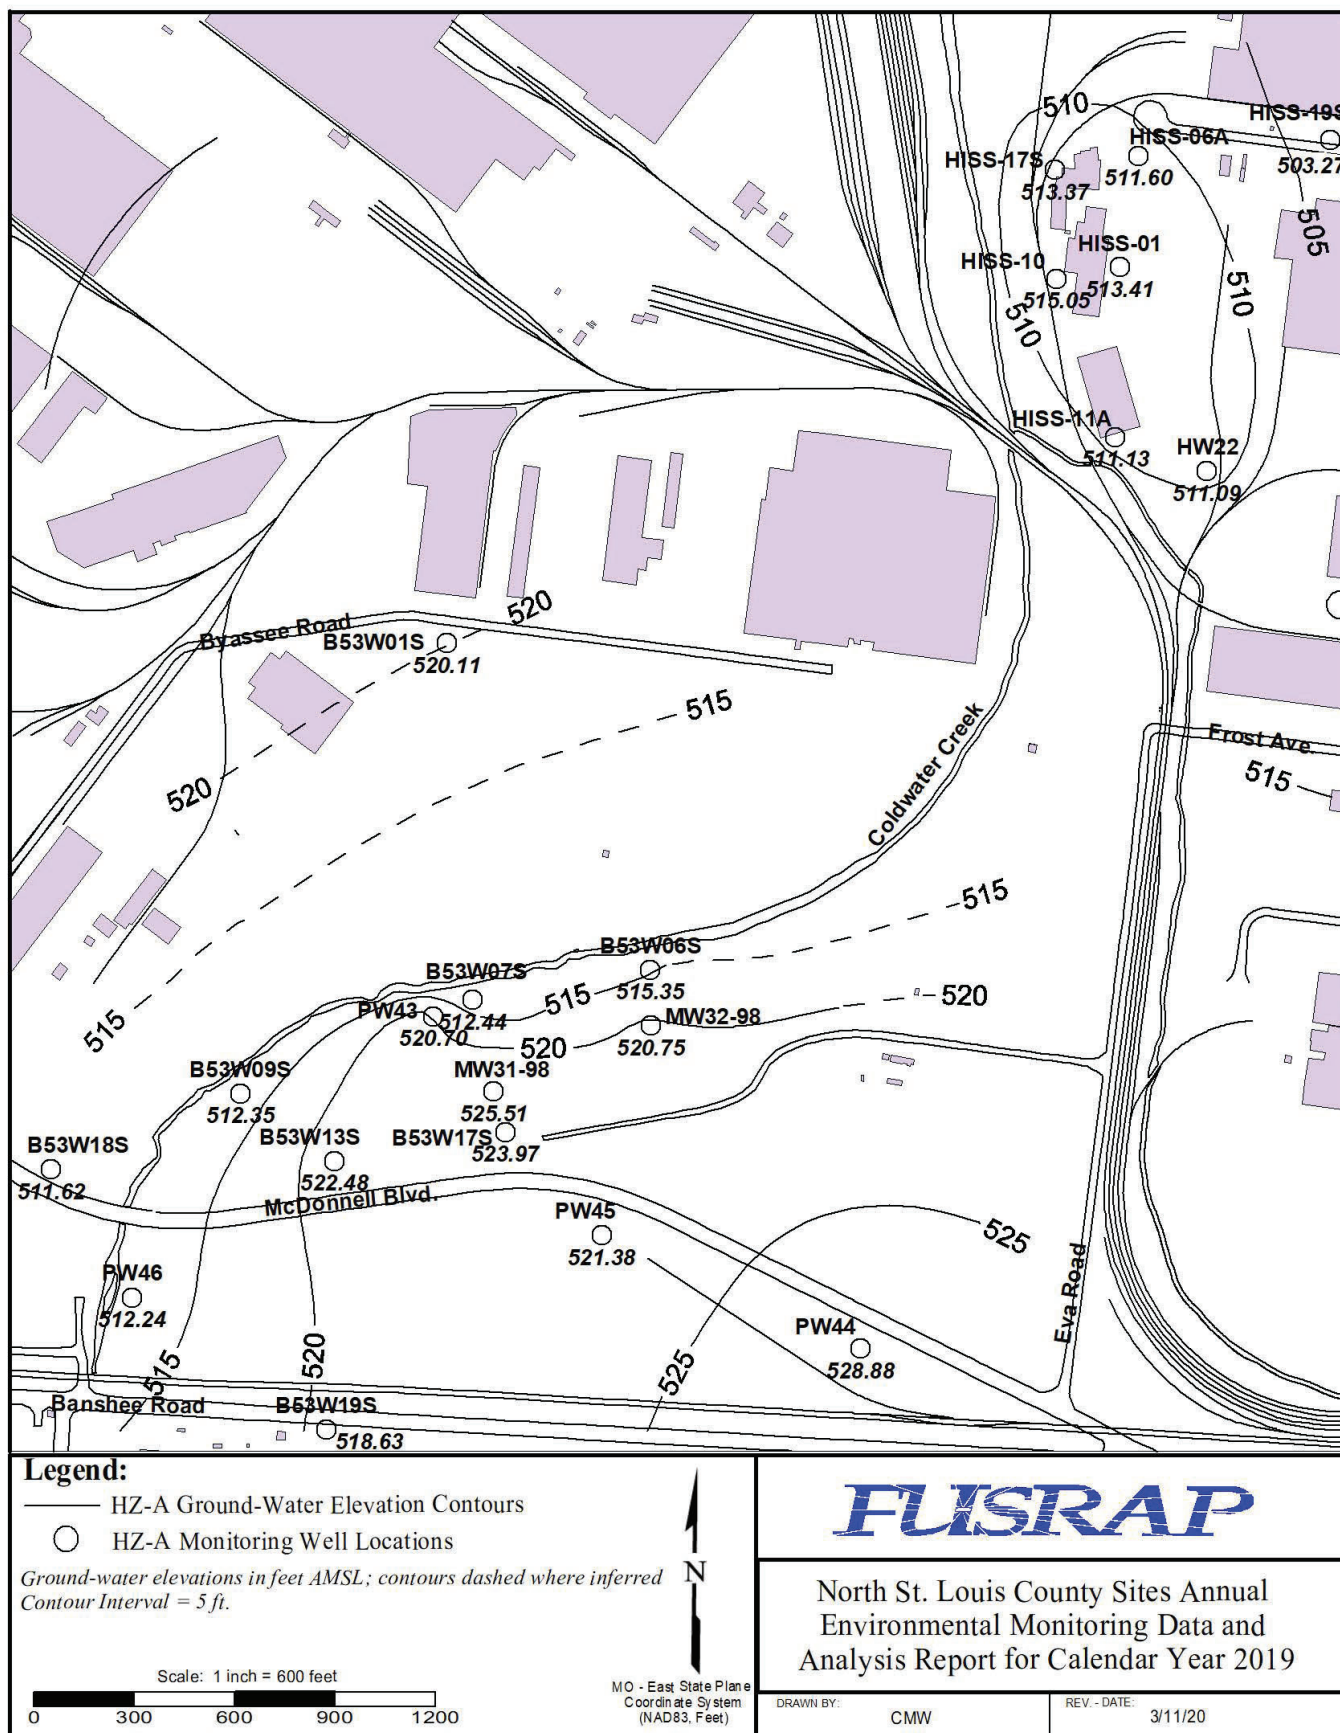 510
HISS-19S
HISS-06A
HISS-17S
511.60
503.27
513.37
505
HISS-01
HISS-10
513.41
515.05
510
510
HISS-11A
511.13
HW22
511.09
520
Byassee Road
B53W01S
520.11
515
520
Coldwater Creek
Frost Ave.
515
515
B53W06S
515.35
B53W07S
512.44
515
520
PW43
520.70
MW32-98
520.75
515
520
B53W09S
512.35
MW31-98
525.51
B53W18S
511.62
B53W13S
522.48
B53W17S
523.97
McDonnell Blvd.
PW45
521.38
525
Eva Road
PW46
512.24
PW44
528.88
515
520
525
Banshee Road
B53W19S
518.63
Legend:
HZ-A Ground-Water Elevation Contours
HZ-A Monitoring Well Locations
Ground-water elevations in feet AMSL; contours dashed where inferred
Contour Interval = 5 ft.
Scale: 1 inch = 600 feet
0 300 600 900 1200
N
MO - East State Plane
Coordinate System
(NAD83, Feet)
FUSRAP
North St. Louis County Sites Annual
Environmental Monitoring Data and
Analysis Report for Calendar Year 2019
DRAWN BY:
CMW
REV. - DATE:
3/11/20